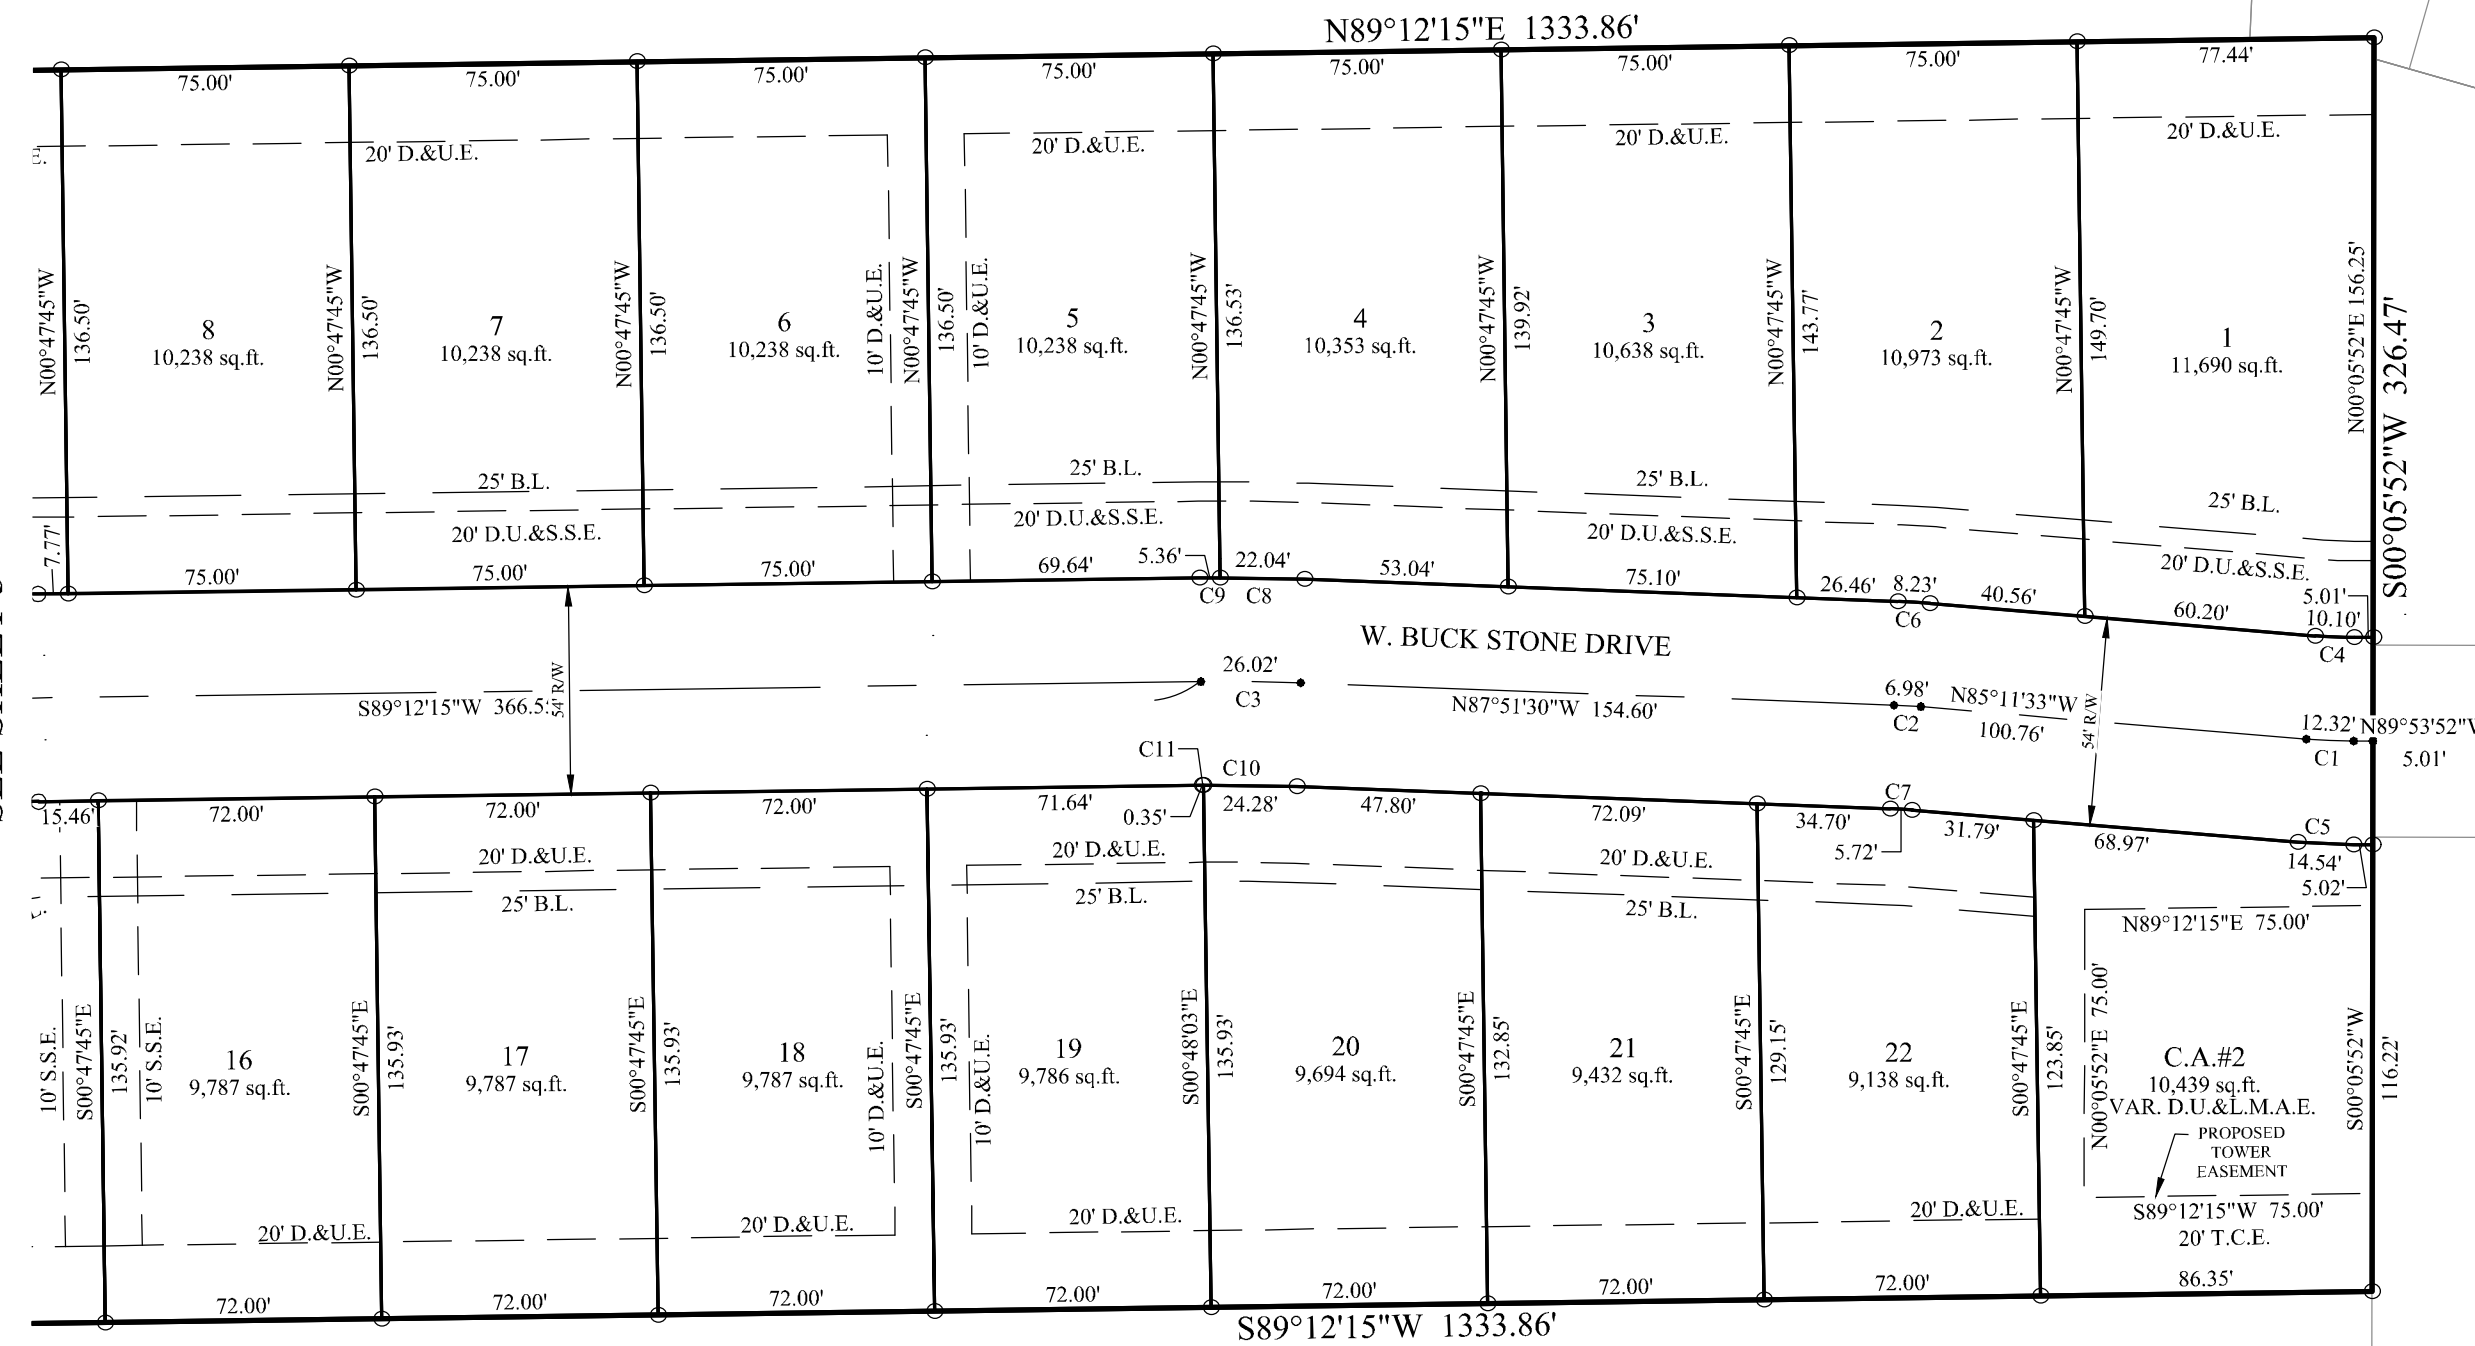 N89°12'15"E 1333.86'
75.00'
75.00'
75.00'
75.00'
75.00'
75.00'
75.00'
77.44'
E.
20' D.&U.E.
20' D.&U.E.
20' D.&U.E.
20' D.&U.E.
N00°47'45"W
136.50'
8
10,238 sq.ft.
N00°47'45"W
136.50'
7
10,238 sq.ft.
N00°47'45"W
136.50'
6
10,238 sq.ft.
10' D.&U.E.
N00°47'45"W
136.50'
10' D.&U.E.
5
10,238 sq.ft.
N00°47'45"W
136.53'
4
10,353 sq.ft.
N00°47'45"W
139.92'
3
10,638 sq.ft.
N00°47'45"W
143.77'
2
10,973 sq.ft.
N00°47'45"W
149.70'
1
11,690 sq.ft.
N00°05'52"E 156.25'
S00°05'52"W 326.47'
25' B.L.
25' B.L.
25' B.L.
25' B.L.
20' D.U.&S.S.E.
20' D.U.&S.S.E.
20' D.U.&S.S.E.
20' D.U.&S.S.E.
7.77'
75.00'
75.00'
75.00'
69.64'
5.36'
22.04'
53.04'
75.10'
26.46'
8.23'
40.56'
60.20'
5.01'
10.10'
C9
C8
C6
C4
W. BUCK STONE DRIVE
54' R/W
S89°12'15"W
26.02'
C3
N87°51'30"W 154.60'
6.98'
C2
N85°11'33"W
100.76'
54' R/W
12.32'
C1
5.01'
C11
C10
C7
C5
15.46'
72.00'
72.00'
72.00'
71.64'
0.35'
24.28'
47.80'
72.09'
34.70'
5.72'
31.79'
68.97'
14.54'
5.02'
20' D.&U.E.
20' D.&U.E.
20' D.&U.E.
25' B.L.
25' B.L.
25' B.L.
N89°12'15"E 75.00'
10' S.S.E.
S00°47'45"E
135.92'
10' S.S.E.
16
9,787 sq.ft.
S00°47'45"E
135.93'
17
9,787 sq.ft.
S00°47'45"E
135.93'
18
9,787 sq.ft.
10' D.&U.E.
S00°47'45"E
135.93'
10' D.&U.E.
19
9,786 sq.ft.
S00°48'03"E
135.93'
20
9,694 sq.ft.
S00°47'45"E
132.85'
21
9,432 sq.ft.
S00°47'45"E
129.15'
22
9,138 sq.ft.
S00°47'45"E
123.85'
N00°05'52"E 75.00'
C.A.#2
10,439 sq.ft.
VAR. D.U.&L.M.A.E.
PROPOSED
TOWER
EASEMENT
S00°05'52"W
116.22'
S89°12'15"W 75.00'
20' T.C.E.
20' D.&U.E.
20' D.&U.E.
20' D.&U.E.
20' D.&U.E.
72.00'
72.00'
72.00'
72.00'
72.00'
72.00'
72.00'
86.35'
S89°12'15"W 1333.86'